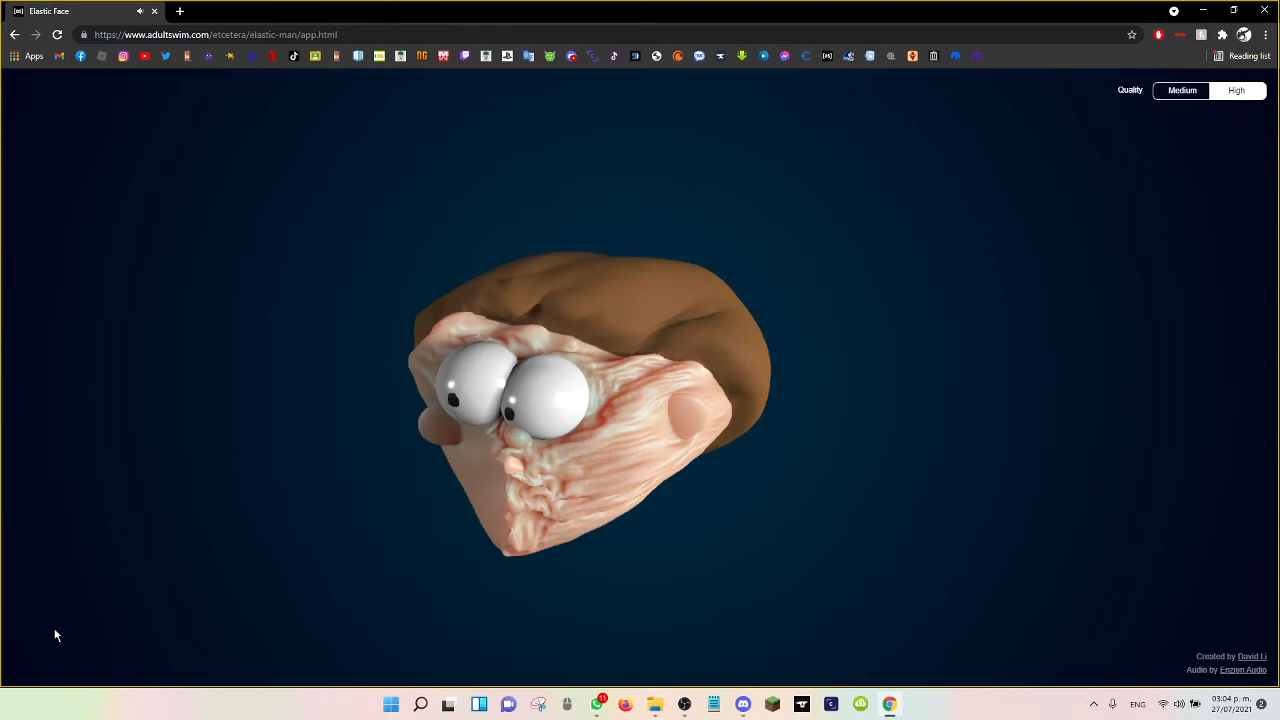 Elastic Face
https://www.adultswim.com/etcetera/elastic-man/app.html
Apps
Reading list
Quality Medium High
Created by David Li
Audio by Enzien Audio
11
ENG
03:04 p. m.
27/07/2021